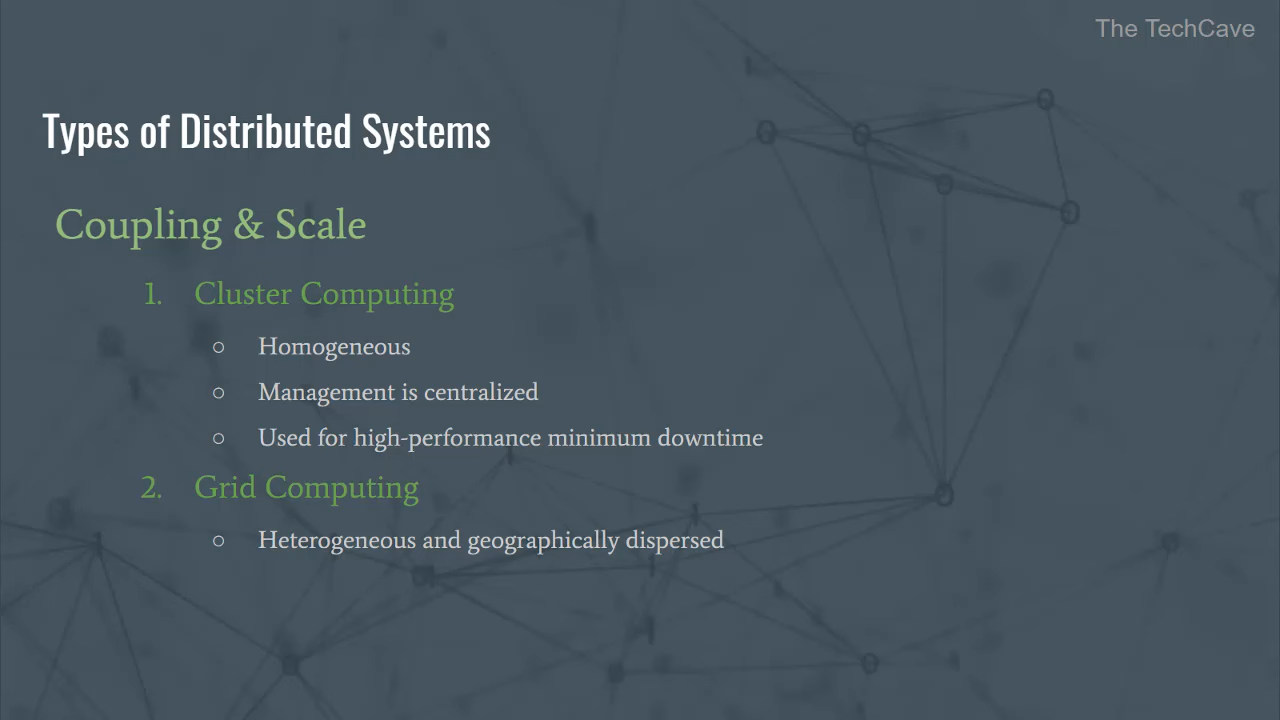 The TechCave
Types of Distributed Systems
Coupling & Scale
1. Cluster Computing
○ Homogeneous
○ Management is centralized
○ Used for high-performance minimum downtime
2. Grid Computing
○ Heterogeneous and geographically dispersed